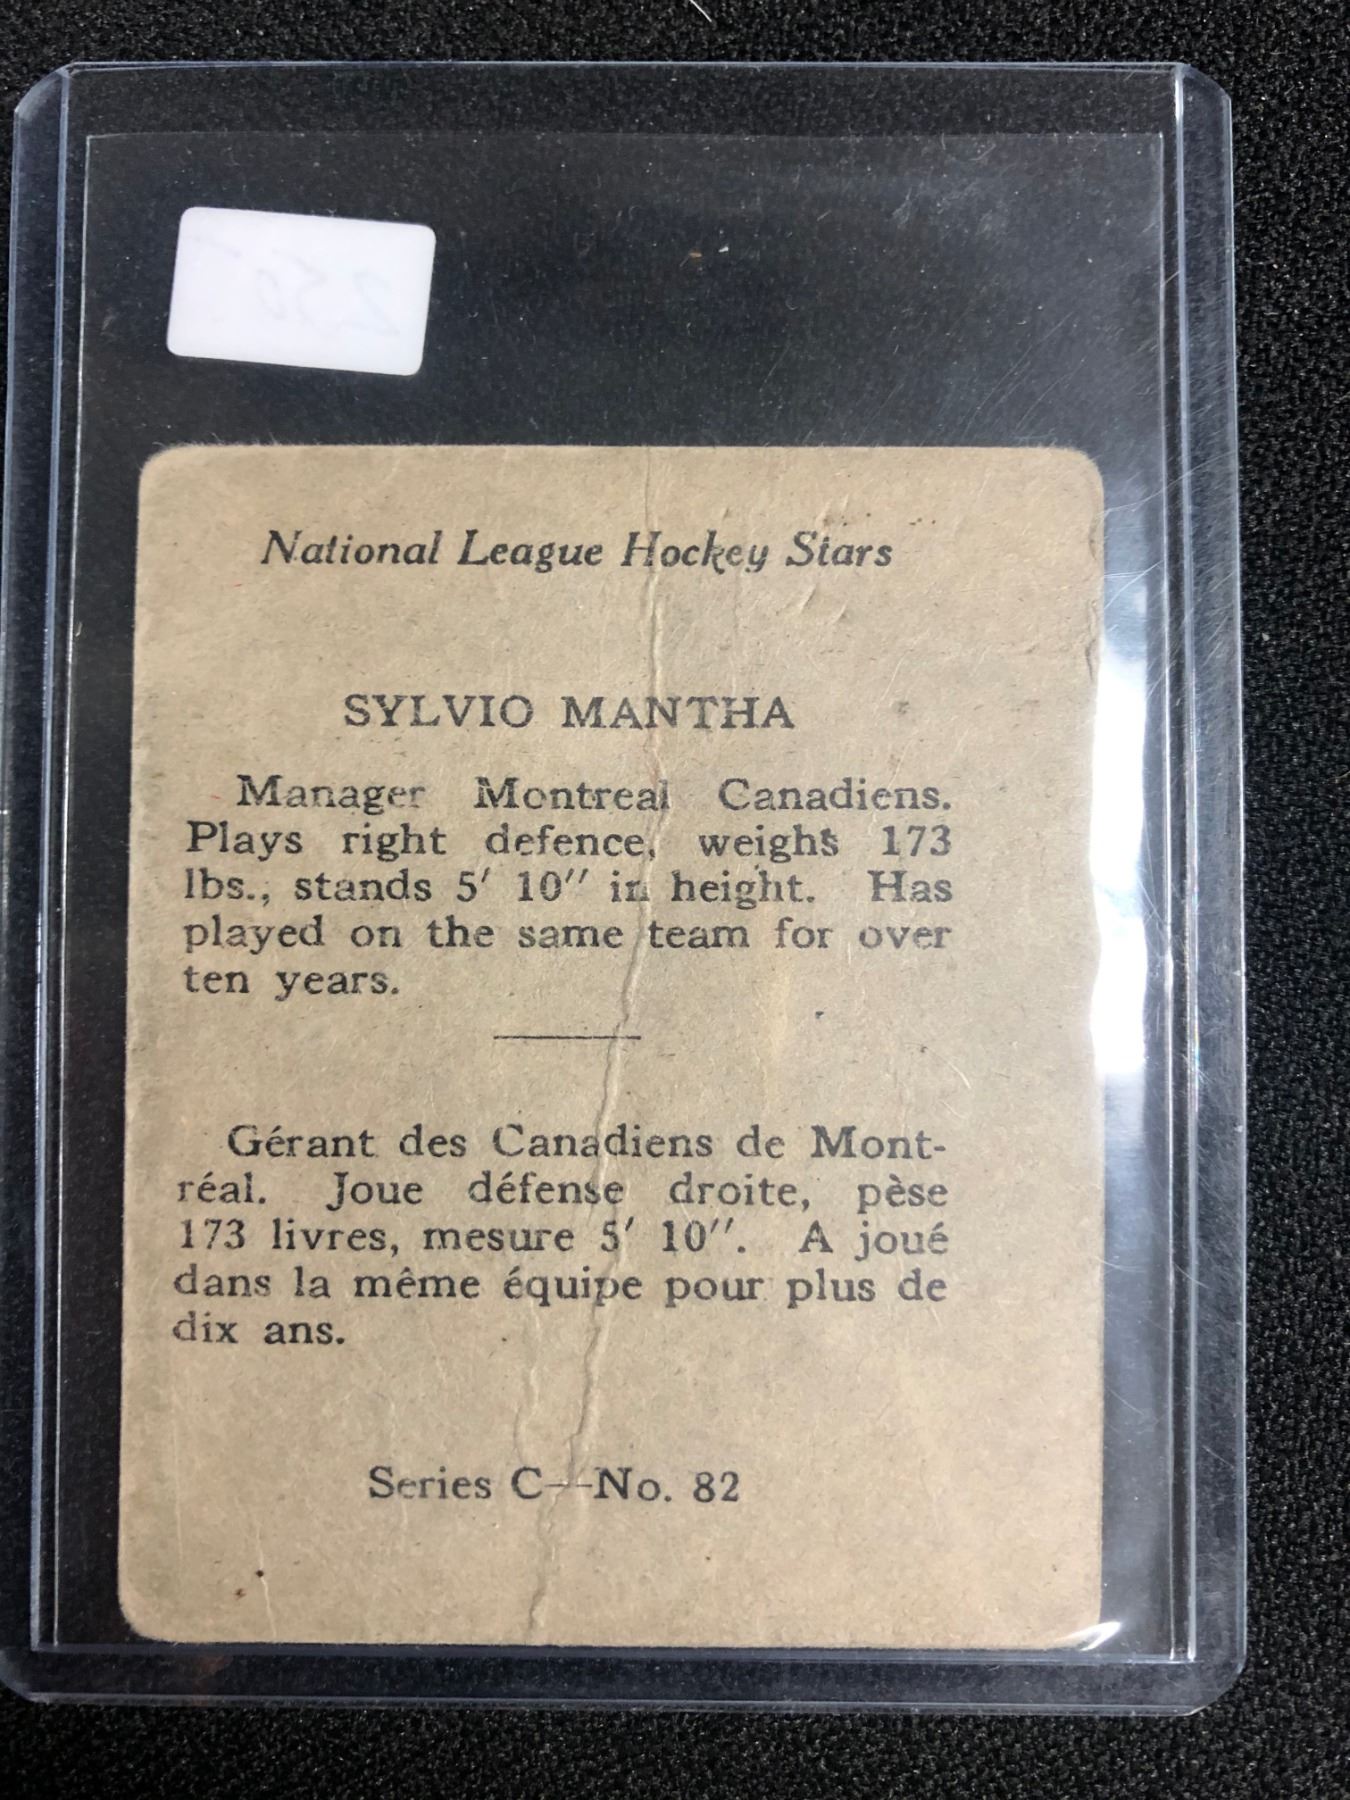 250
National League Hockey Stars
SYLVIO MANTHA
Manager Montreal Canadiens.
Plays right defence, weighs 173
lbs., stands 5′ 10″ in height. Has
played on the same team for over
ten years.
Gérant des Canadiens de Mont-
réal. Joue défense droite, pèse
173 livres, mesure 5′ 10″. A joué
dans la même équipe pour plus de
dix ans.
Series C—No. 82